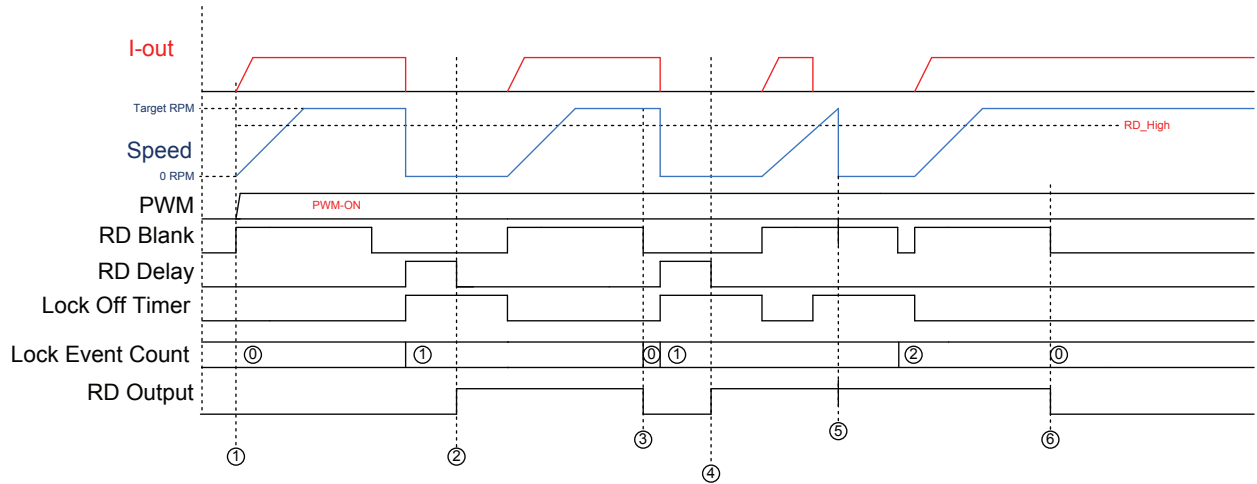 I-out
Target RPM
RD_High
Speed
0 RPM
PWM
PWM-ON
RD Blank
RD Delay
Lock Off Timer
Lock Event Count
⓪ ① ⓪ ① ② ⓪
RD Output
① ② ③ ④ ⑤ ⑥